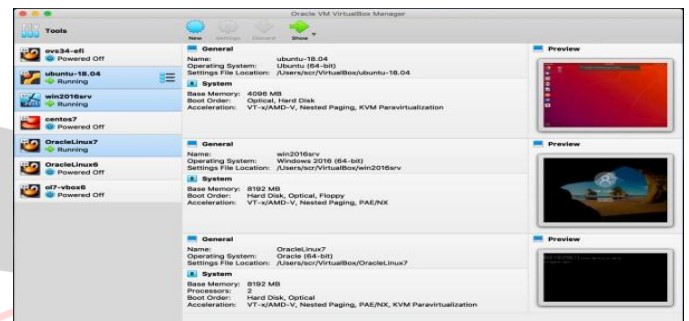 Oracle VM VirtualBox Manager
Tools
New Settings Discard Show
ovs34-efi
Powered Off
ubuntu-18.04
Running
win2016srv
Running
centos7
Powered Off
OracleLinux7
Running
OracleLinux6
Powered Off
ol7-vbox6
Powered Off
General
Name: ubuntu-18.04
Operating System: Ubuntu (64-bit)
Settings File Location: /Users/scr/VirtualBox/ubuntu-18.04
System
Base Memory: 4096 MB
Boot Order: Optical, Hard Disk
Acceleration: VT-x/AMD-V, Nested Paging, KVM Paravirtualization
Preview
General
Name: win2016srv
Operating System: Windows 2016 (64-bit)
Settings File Location: /Users/scr/VirtualBox/win2016srv
System
Base Memory: 8192 MB
Boot Order: Hard Disk, Optical, Floppy
Acceleration: VT-x/AMD-V, Nested Paging, PAE/NX
Preview
General
Name: OracleLinux7
Operating System: Oracle (64-bit)
Settings File Location: /Users/scr/VirtualBox/OracleLinux7
System
Base Memory: 8192 MB
Processors: 2
Boot Order: Hard Disk, Optical
Acceleration: VT-x/AMD-V, Nested Paging, PAE/NX, KVM Paravirtualization
Preview